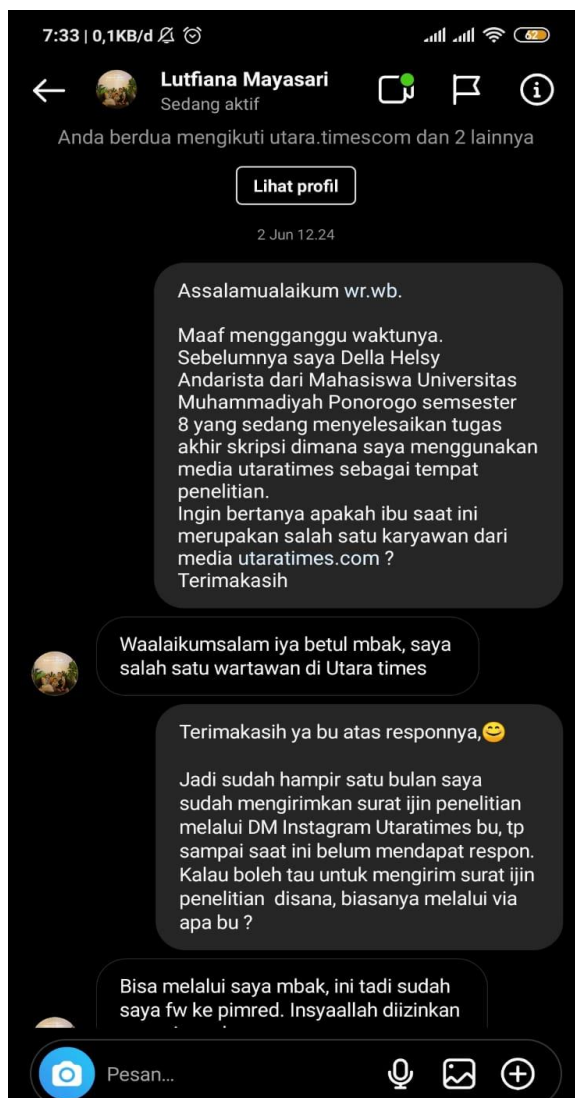 7:33 | 0,1KB/d
62
Lutfiana Mayasari
Sedang aktif
Anda berdua mengikuti utara.timescom dan 2 lainnya
Lihat profil
2 Jun 12.24
Assalamualaikum wr.wb.
Maaf mengganggu waktunya.
Sebelumnya saya Della Helsy
Andarista dari Mahasiswa Universitas
Muhammadiyah Ponorogo semsester
8 yang sedang menyelesaikan tugas
akhir skripsi dimana saya menggunakan
media utaratimes sebagai tempat
penelitian.
Ingin bertanya apakah ibu saat ini
merupakan salah satu karyawan dari
media utaratimes.com ?
Terimakasih
Waalaikumsalam iya betul mbak, saya
salah satu wartawan di Utara times
Terimakasih ya bu atas responnya,😊
Jadi sudah hampir satu bulan saya
sudah mengirimkan surat ijin penelitian
melalui DM Instagram Utaratimes bu, tp
sampai saat ini belum mendapat respon.
Kalau boleh tau untuk mengirim surat ijin
penelitian  disana, biasanya melalui via
apa bu ?
Bisa melalui saya mbak, ini tadi sudah
saya fw ke pimred. Insyaallah diizinkan
Pesan...